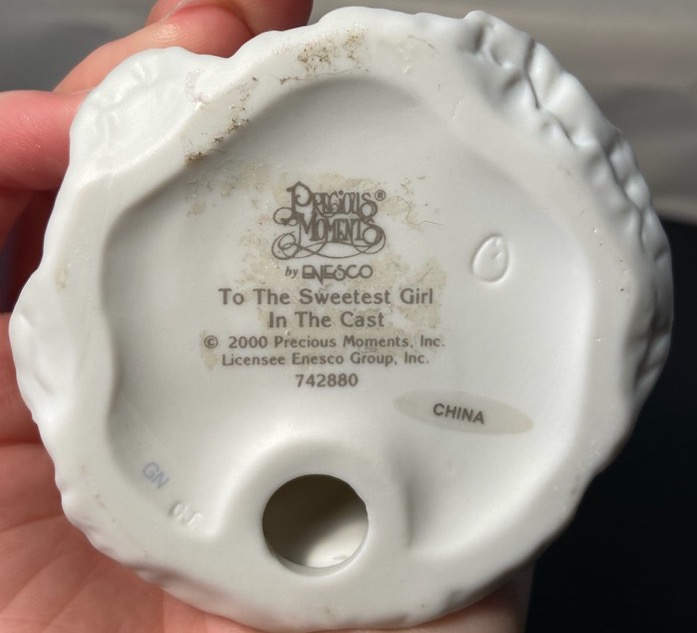 PRECIOUS
MOMENTS®
by ENESCO
To The Sweetest Girl
In The Cast
© 2000 Precious Moments, Inc.
Licensee Enesco Group, Inc.
742880
CHINA
GN